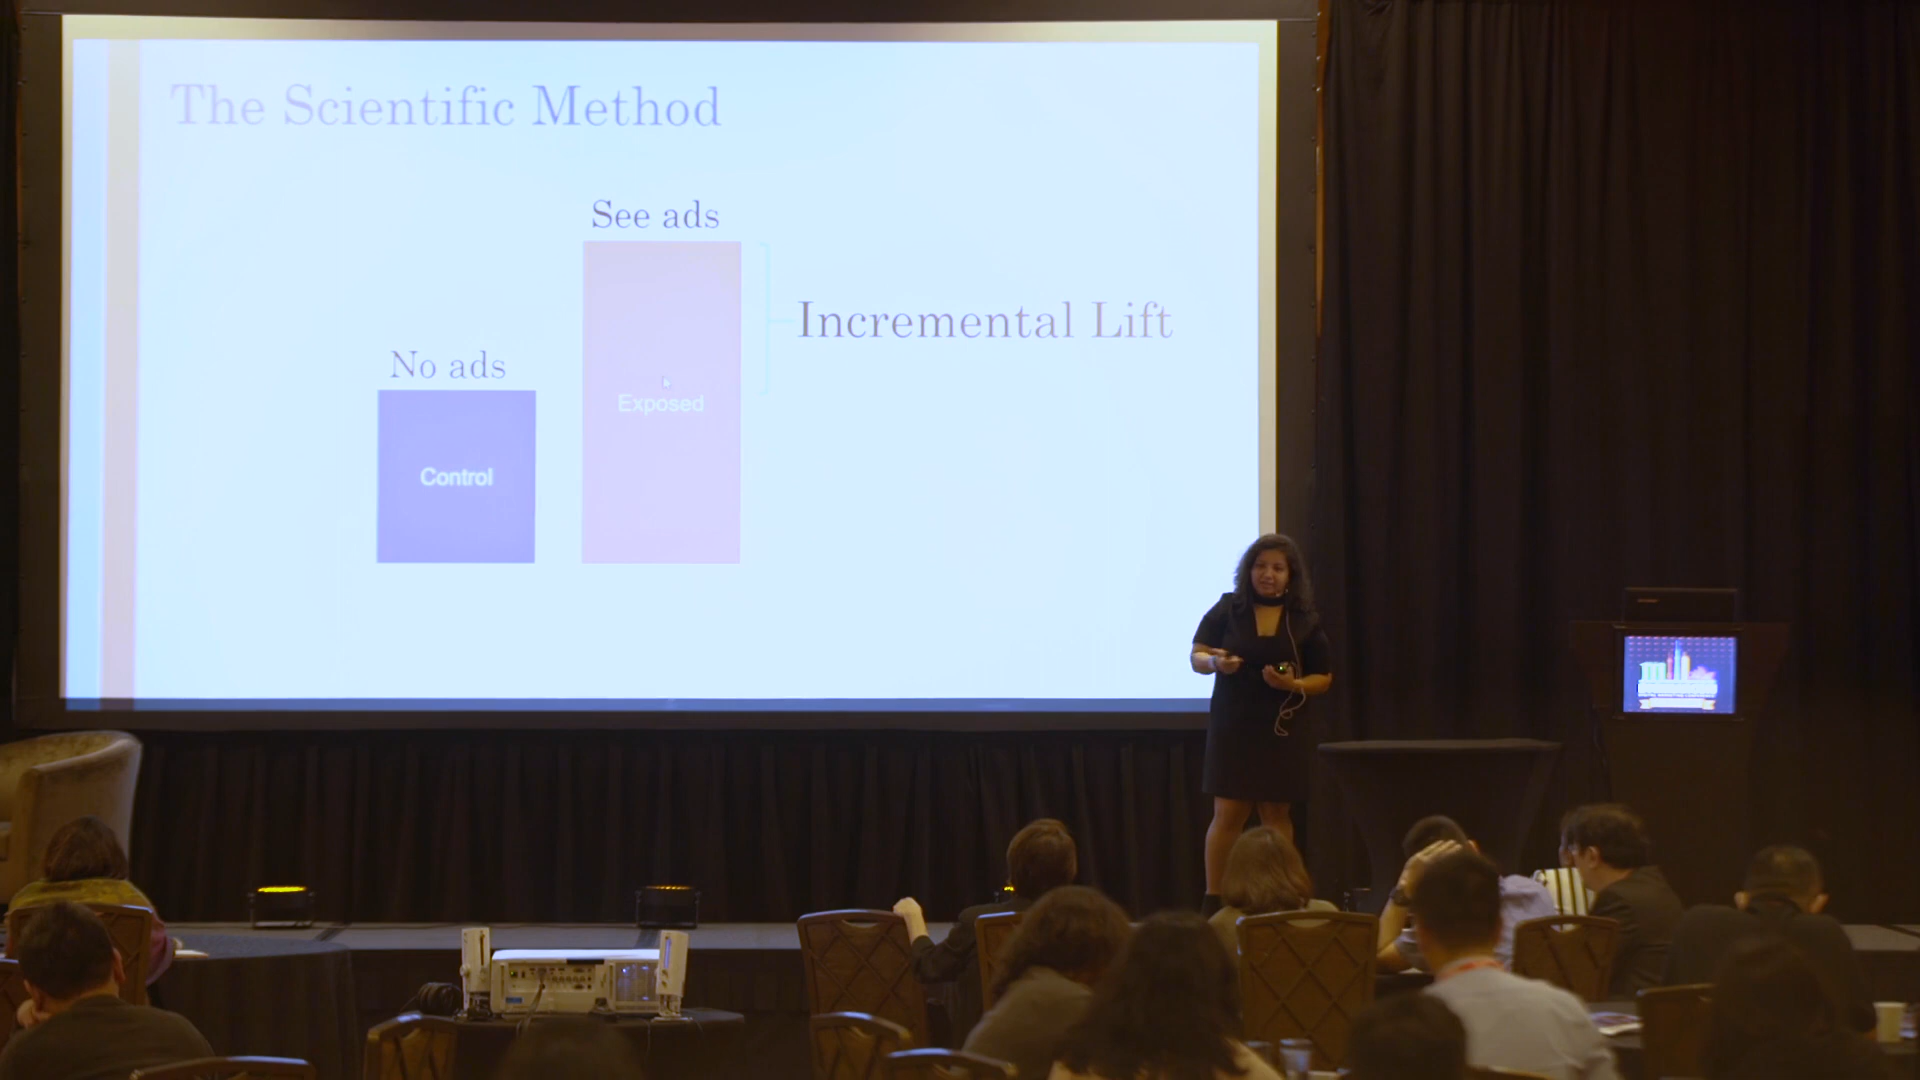 The Scientific Method
See ads
Incremental Lift
No ads
Exposed
Control